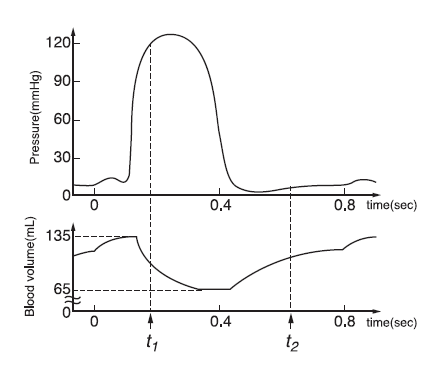 Pressure(mmHg)
120
90
60
30
0
0 0.4 0.8 time(sec)
Blood volume(mL)
135
65
0
0 0.4 0.8 time(sec)
t1 t2